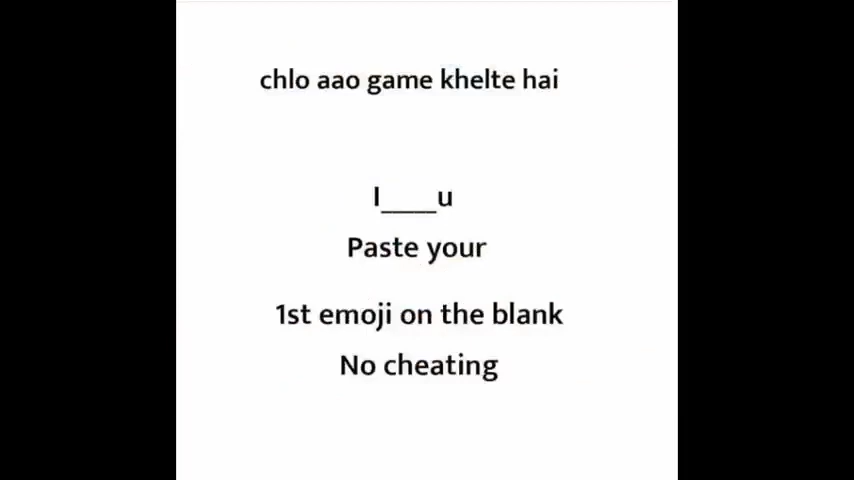 chlo aao game khelte hai
I____u
Paste your
1st emoji on the blank
No cheating